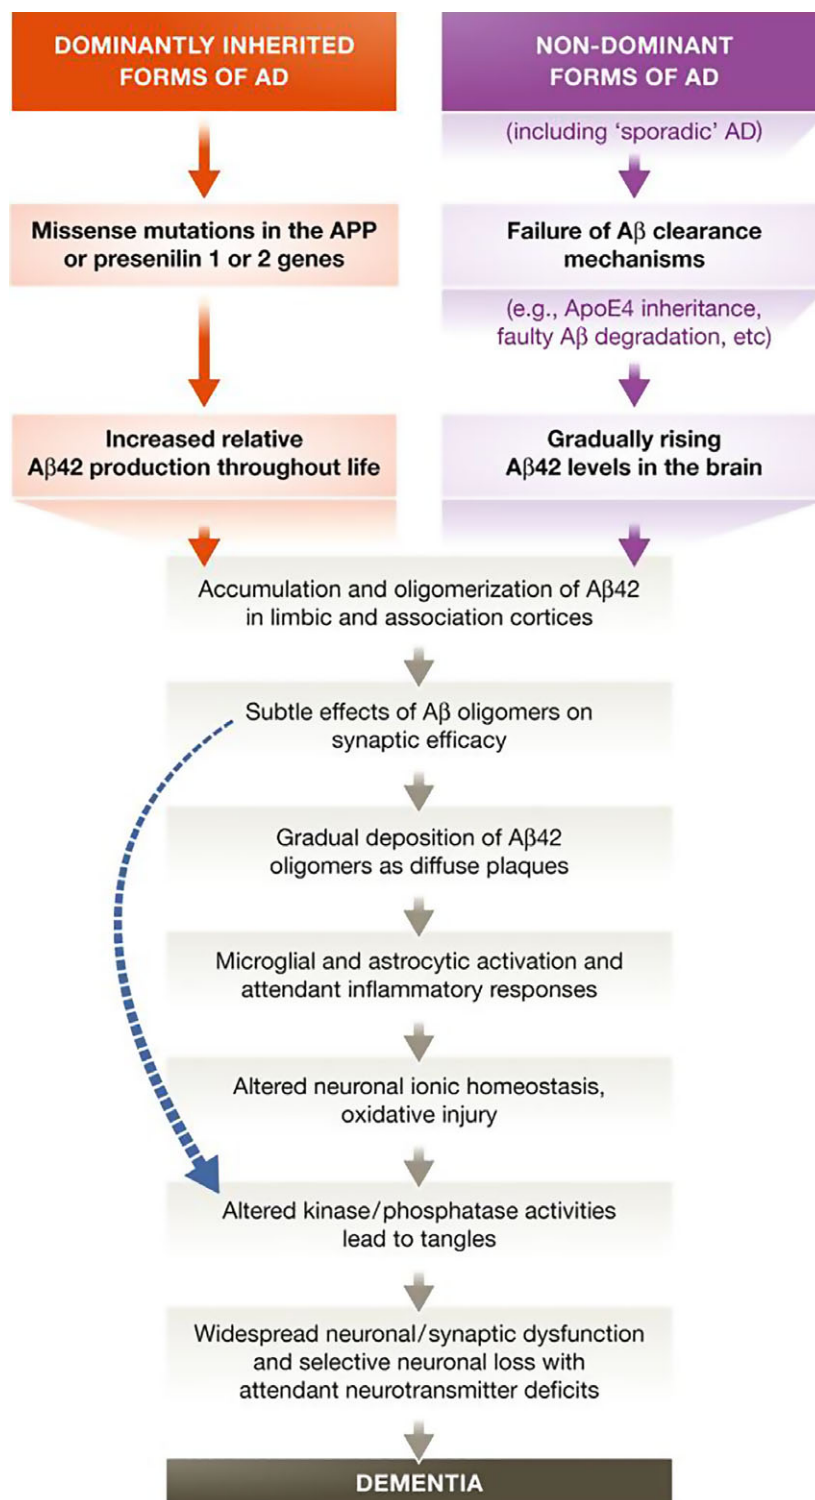 DOMINANTLY INHERITED
FORMS OF AD
Missense mutations in the APP
or presenilin 1 or 2 genes
Increased relative
Aβ42 production throughout life
NON-DOMINANT
FORMS OF AD
(including ‘sporadic’ AD)
Failure of Aβ clearance
mechanisms
(e.g., ApoE4 inheritance,
faulty Aβ degradation, etc)
Gradually rising
Aβ42 levels in the brain
Accumulation and oligomerization of Aβ42
in limbic and association cortices
Subtle effects of Aβ oligomers on
synaptic efficacy
Gradual deposition of Aβ42
oligomers as diffuse plaques
Microglial and astrocytic activation and
attendant inflammatory responses
Altered neuronal ionic homeostasis,
oxidative injury
Altered kinase/phosphatase activities
lead to tangles
Widespread neuronal/synaptic dysfunction
and selective neuronal loss with
attendant neurotransmitter deficits
DEMENTIA